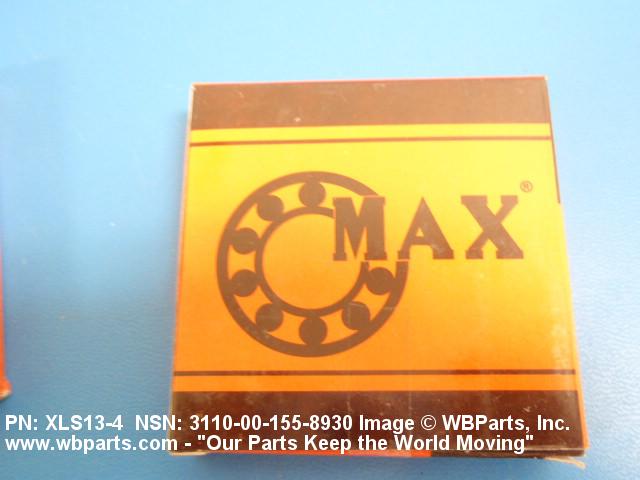 MAX®
PN: XLS13-4 NSN: 3110-00-155-8930 Image © WBParts, Inc.
www.wbparts.com - "Our Parts Keep the World Moving"